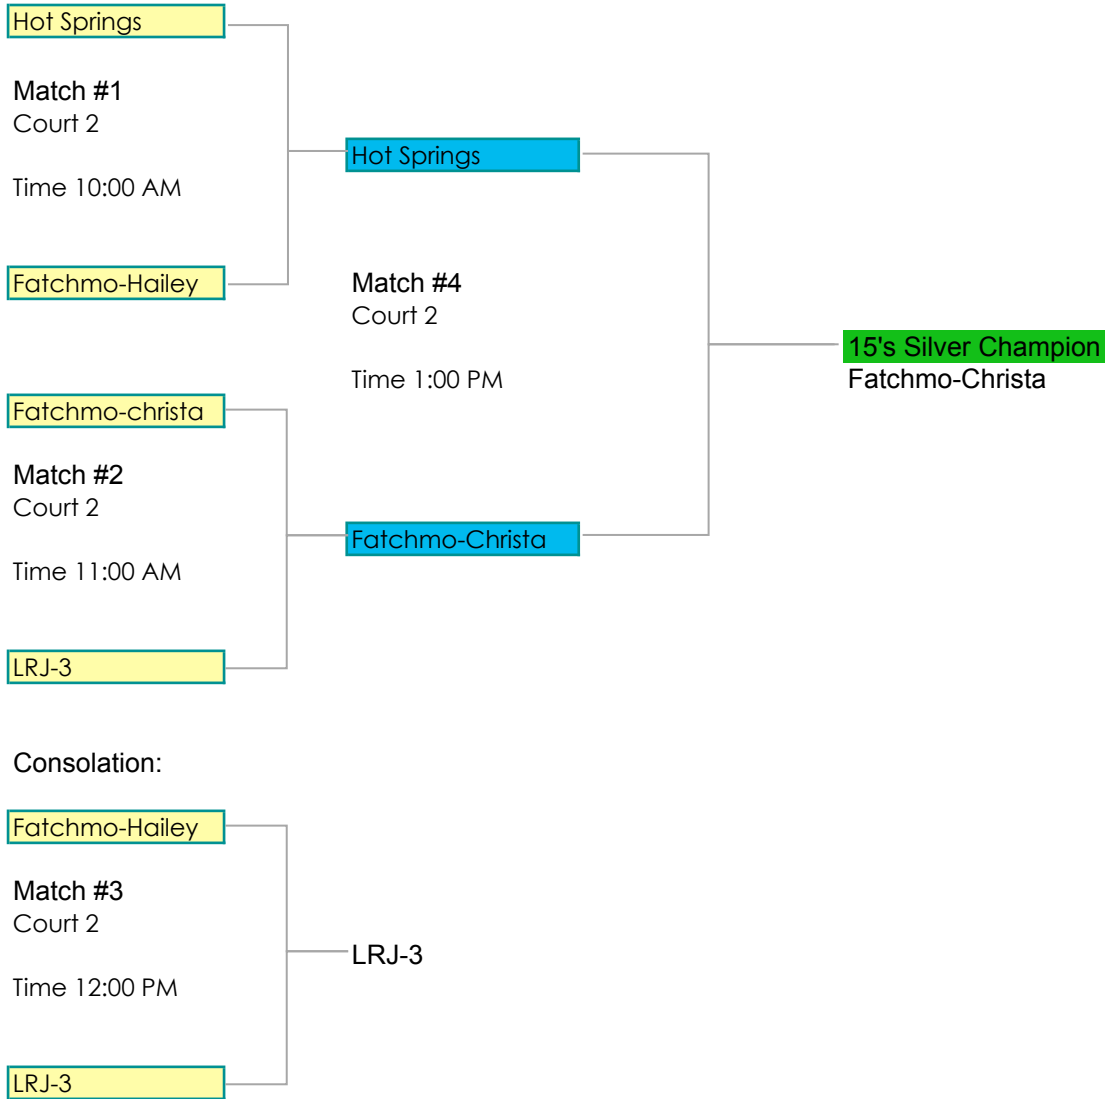 Hot Springs
Match #1
Court 2
Time 10:00 AM
Fatchmo-Hailey
Hot Springs
Match #4
Court 2
Time 1:00 PM
15's Silver Champion
Fatchmo-Christa
Fatchmo-christa
Match #2
Court 2
Time 11:00 AM
Fatchmo-Christa
LRJ-3
Consolation:
Fatchmo-Hailey
Match #3
Court 2
Time 12:00 PM
LRJ-3
LRJ-3